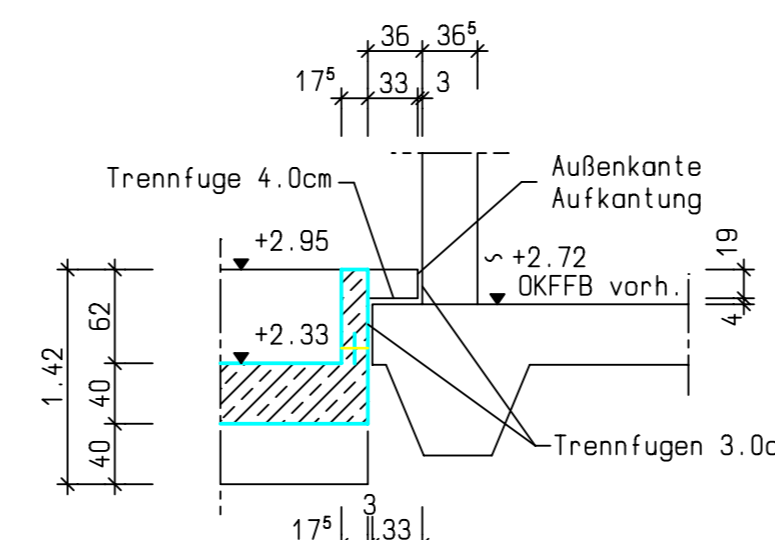 36 36⁵
17⁵ 33 3
Trennfuge 4.0cm
Außenkante
Aufkantung
+2.95
~ +2.72
OKFFB vorh.
19
4
62
+2.33
1.42
40
40
Trennfugen 3.0c
3
17⁵ 33